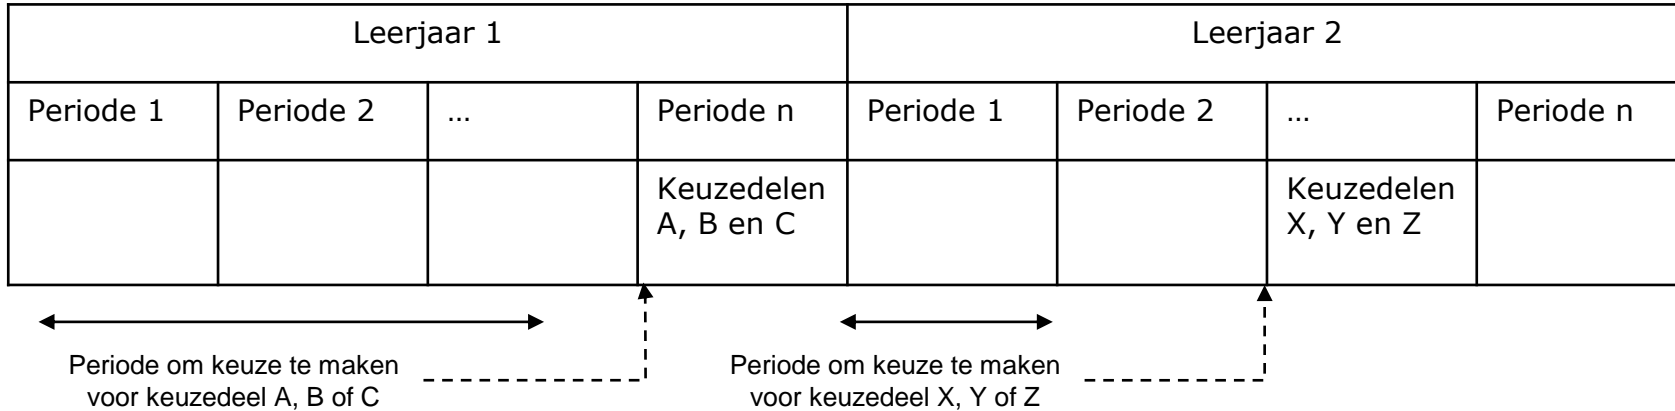 Leerjaar 1
Leerjaar 2
Periode 1
Periode 2
…
Periode n
Periode 1
Periode 2
…
Periode n
Keuzedelen
A, B en C
Keuzedelen
X, Y en Z
Periode om keuze te maken
voor keuzedeel A, B of C
Periode om keuze te maken
voor keuzedeel X, Y of Z